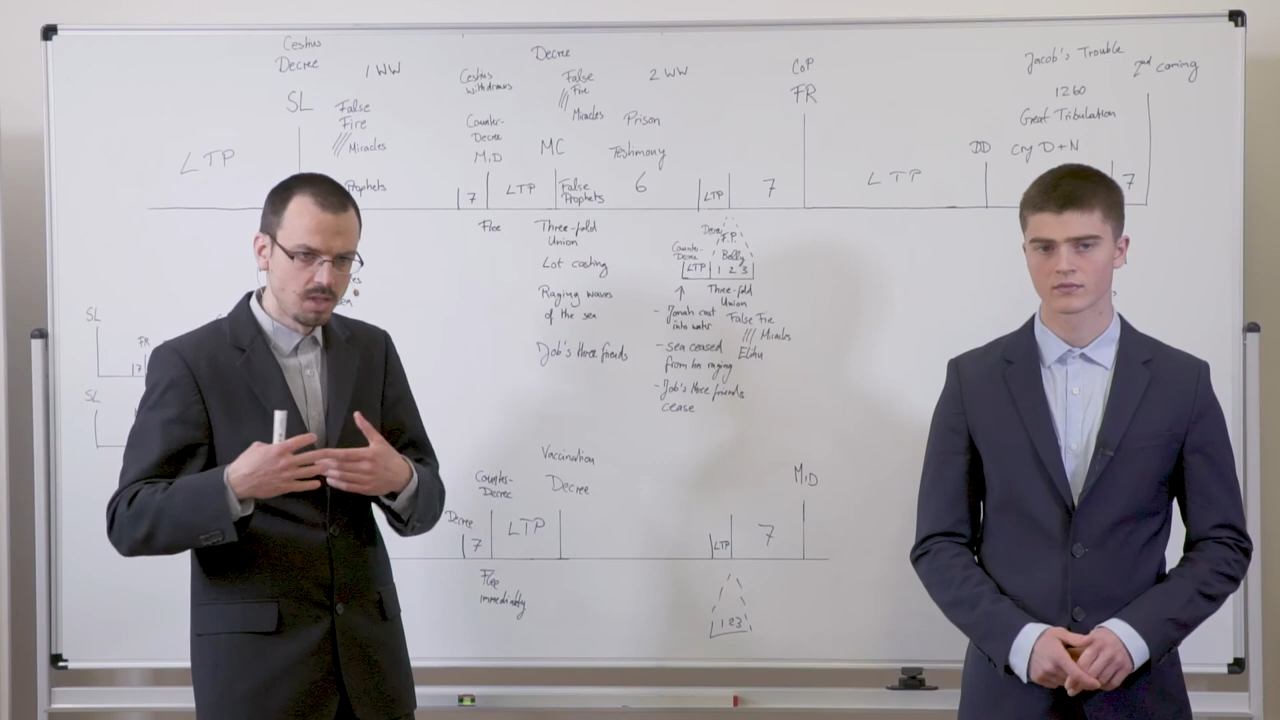 Cestius
Decree
1 WW
SL
False
Fire
/// Miracles
Prophets
LTP
Cestius
withdraws
Counter-
Decree
MiD
7
LTP
Decree
False
Fire
/// Miracles
MC
False
Prophets
2 WW
Prison
Testimony
6
LTP
7
CoP
FR
LTP
DD
Jacob's Trouble
1260
Great Tribulation
cry D + N
2nd coming
7
Flee
Three-fold
Union
Lot casting
Raging waves
of the sea
Job's three friends
F.P.
Belly
Counter-
Decree
LTP
1 2 3
Three-fold
Union
- Jonah cast
into water
False Fire
/// Miracles
Elihu
- sea ceased
from her raging
- Job's three friends
cease
SL
FR
17
SL
Vaccination
Decree
Counter-
Decree
Decree
7
LTP
Flee
immediately
LTP
7
MiD
1 2 3